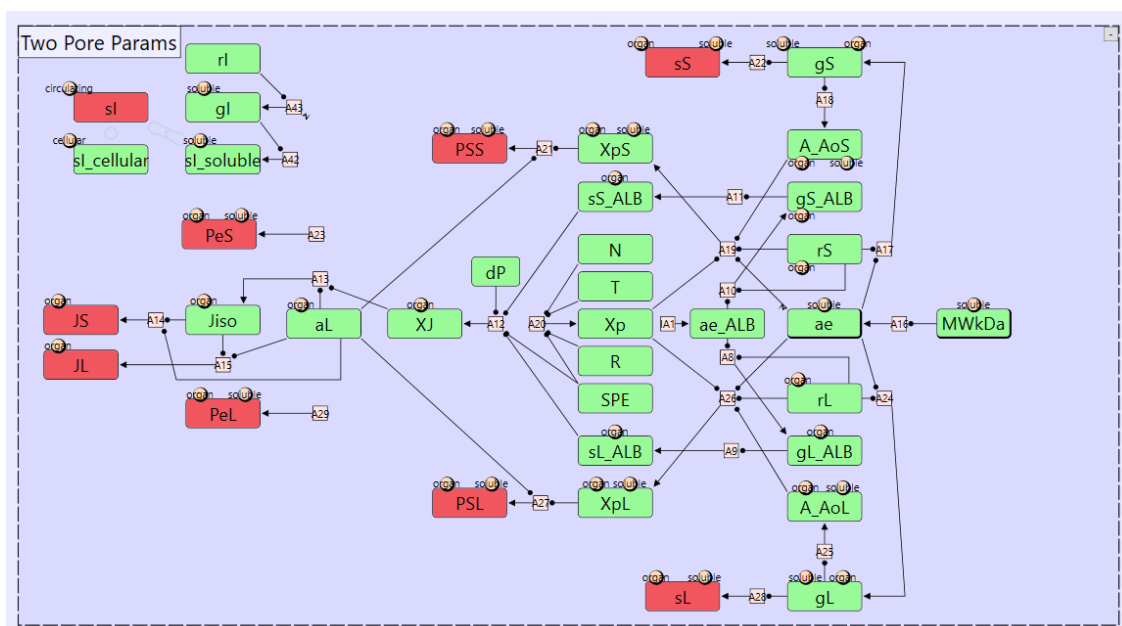 Two Pore Params
-
rI
organ soluble
sS
A22
soluble organ
gS
circulating
sI
soluble
gI
A43
A18
cellular
sI_cellular
soluble
sI_soluble
A42
organ soluble
PSS
A21
organ soluble
XpS
A_AoS
organ soluble
organ
sS_ALB
A11
gS_ALB
organ
organ soluble
PeS
A23
N
A19
rS
organ
A17
dP
T
A10
A13
organ
JS
A14
organ
Jiso
organ
aL
organ
XJ
A12
A20
Xp
IA1
ae_ALB
soluble
ae
A16
soluble
MWkDa
organ
JL
A15
R
A8
organ soluble
PeL
A29
SPE
A26
organ
rL
A24
organ
sL_ALB
A9
organ
gL_ALB
organ soluble
PSL
A27
organ soluble
XpL
organ soluble
A_AoL
A25
organ soluble
sL
A28
soluble organ
gL